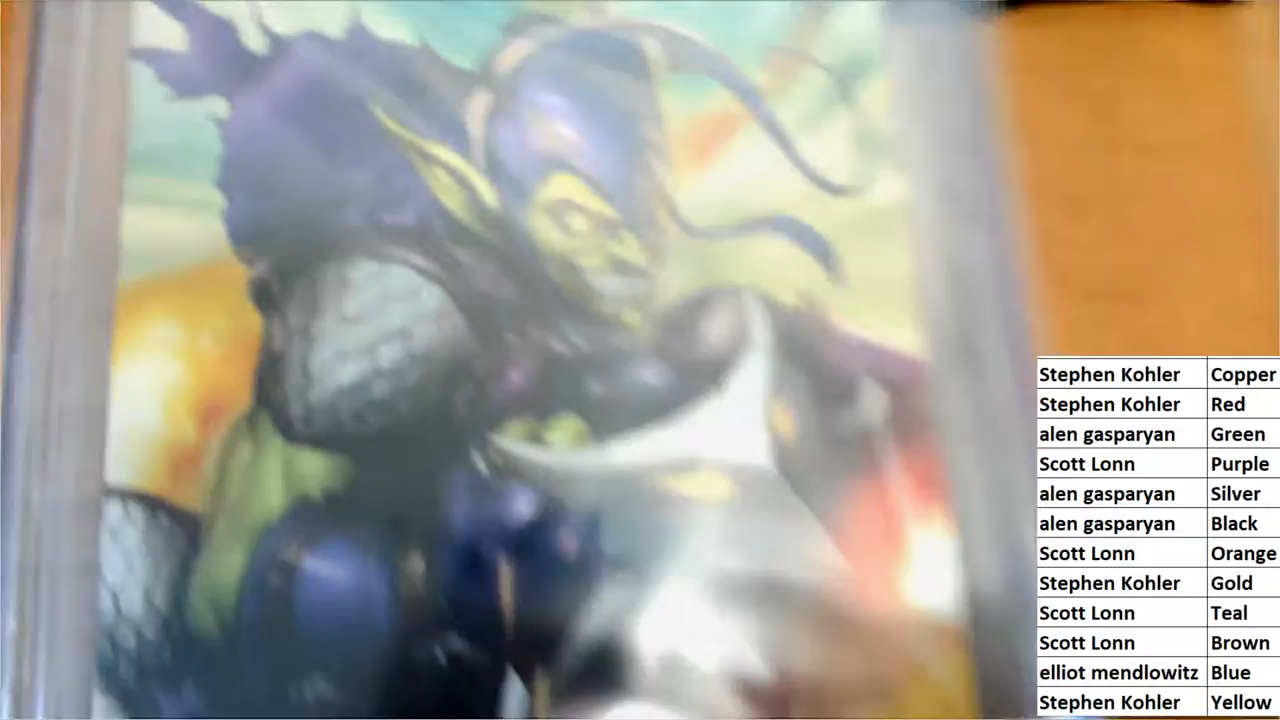 Stephen Kohler Copper
Stephen Kohler Red
alen gasparyan Green
Scott Lonn Purple
alen gasparyan Silver
alen gasparyan Black
Scott Lonn Orange
Stephen Kohler Gold
Scott Lonn Teal
Scott Lonn Brown
elliot mendlowitz Blue
Stephen Kohler Yellow